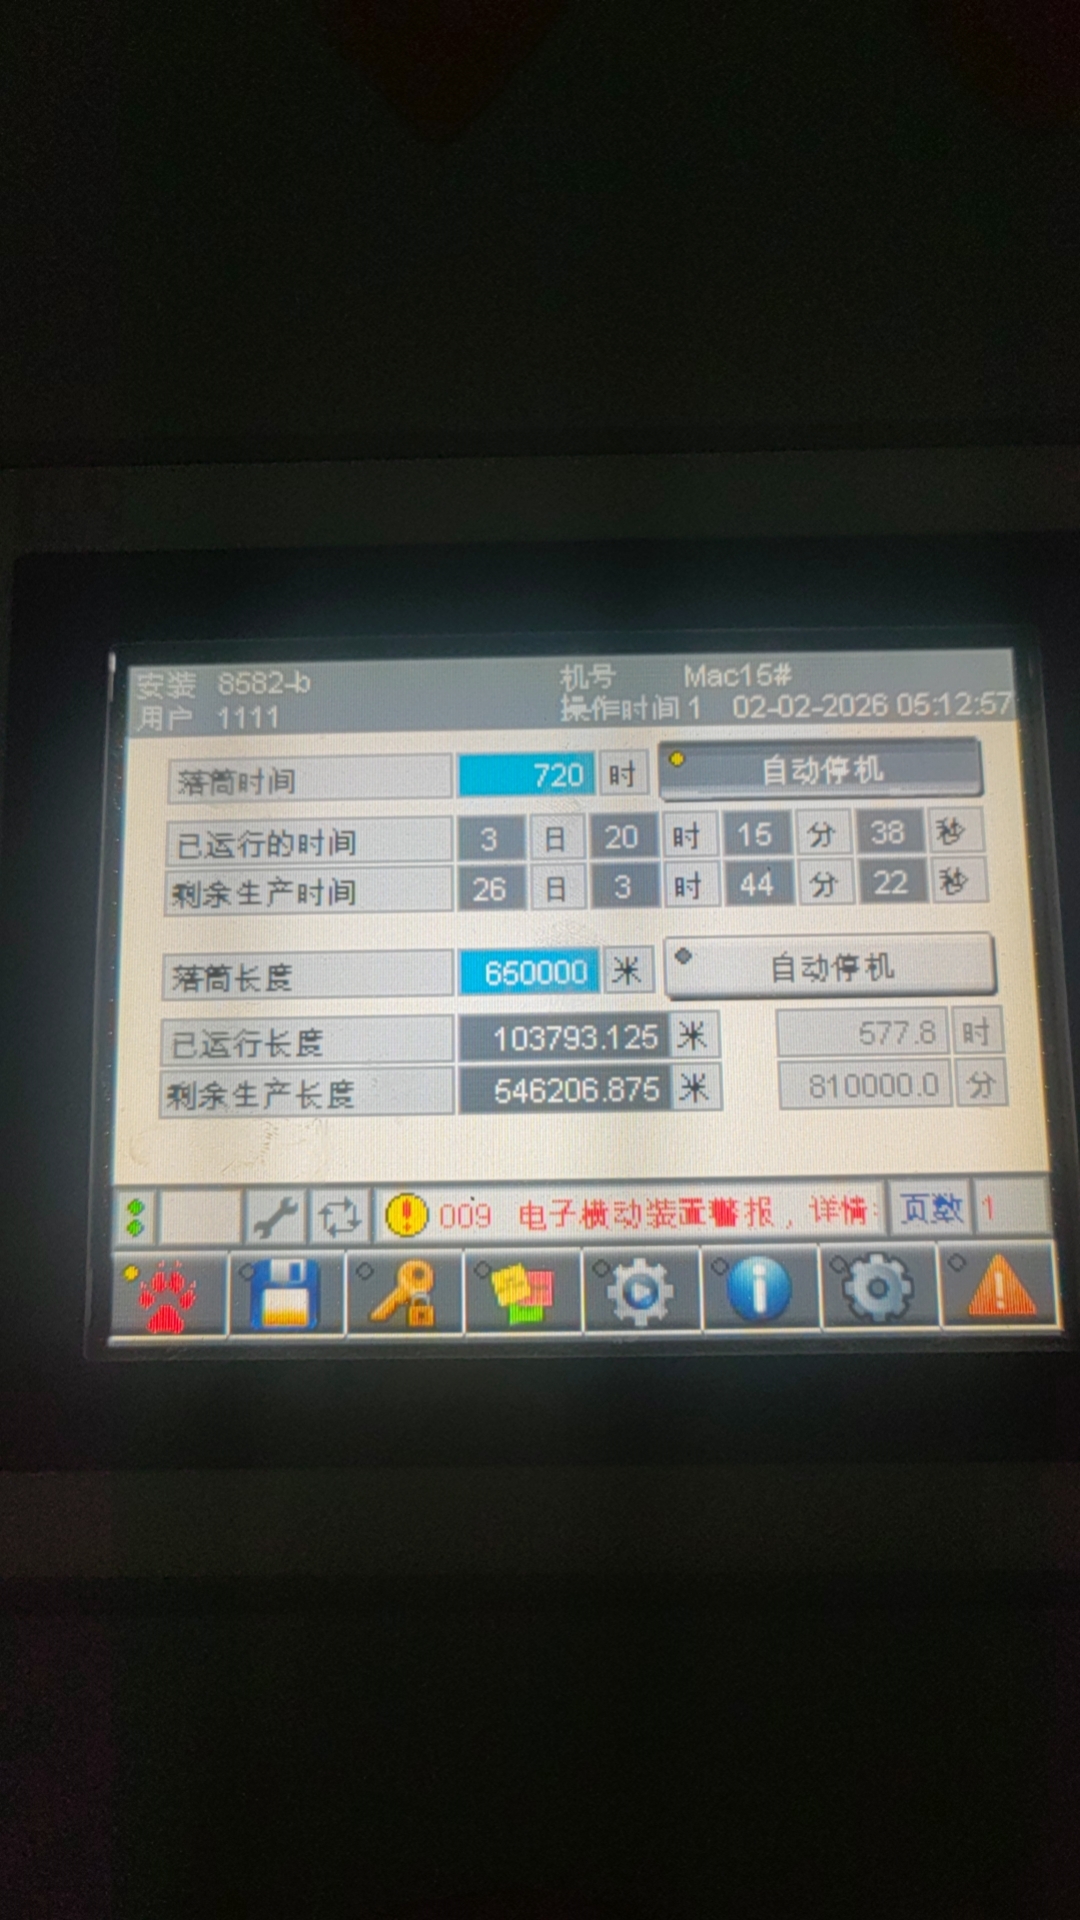 安装 8582-b 机号 Mac15#
用户 1111 操作时间 1 02-02-2026 05:12:57
落筒时间 720 时 自动停机
已运行的时间 3 日 20 时 15 分 38 秒
剩余生产时间 26 日 3 时 44 分 22 秒
落筒长度 650000 米 自动停机
已运行长度 103793.125 米 577.8 时
剩余生产长度 546206.875 米 810000.0 分
009 电子横动装置警报，详情 页数 1